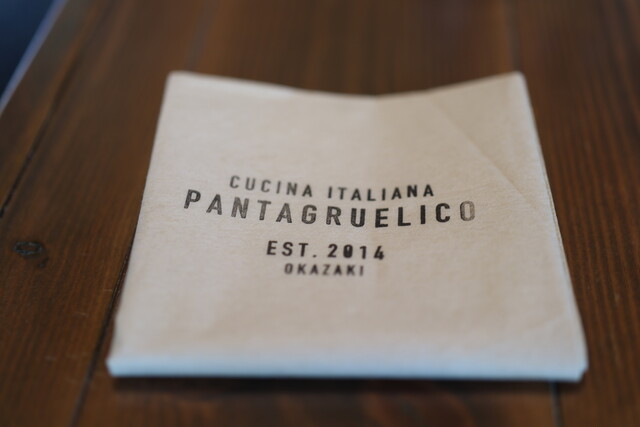 CUCINA ITALIANA
PANTAGRUELICO
EST. 2014
OKAZAKI